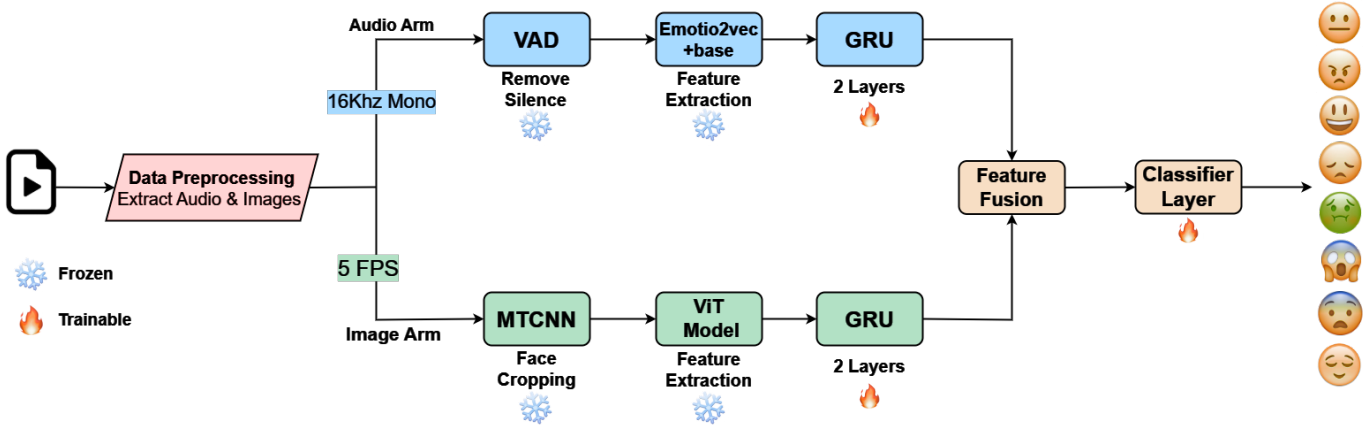 Audio Arm
VAD
Remove
Silence
Emotio2vec
+base
Feature
Extraction
GRU
2 Layers
16Khz Mono
Data Preprocessing
Extract Audio & Images
Feature
Fusion
Classifier
Layer
Frozen
Trainable
5 FPS
Image Arm
MTCNN
Face
Cropping
ViT
Model
Feature
Extraction
GRU
2 Layers